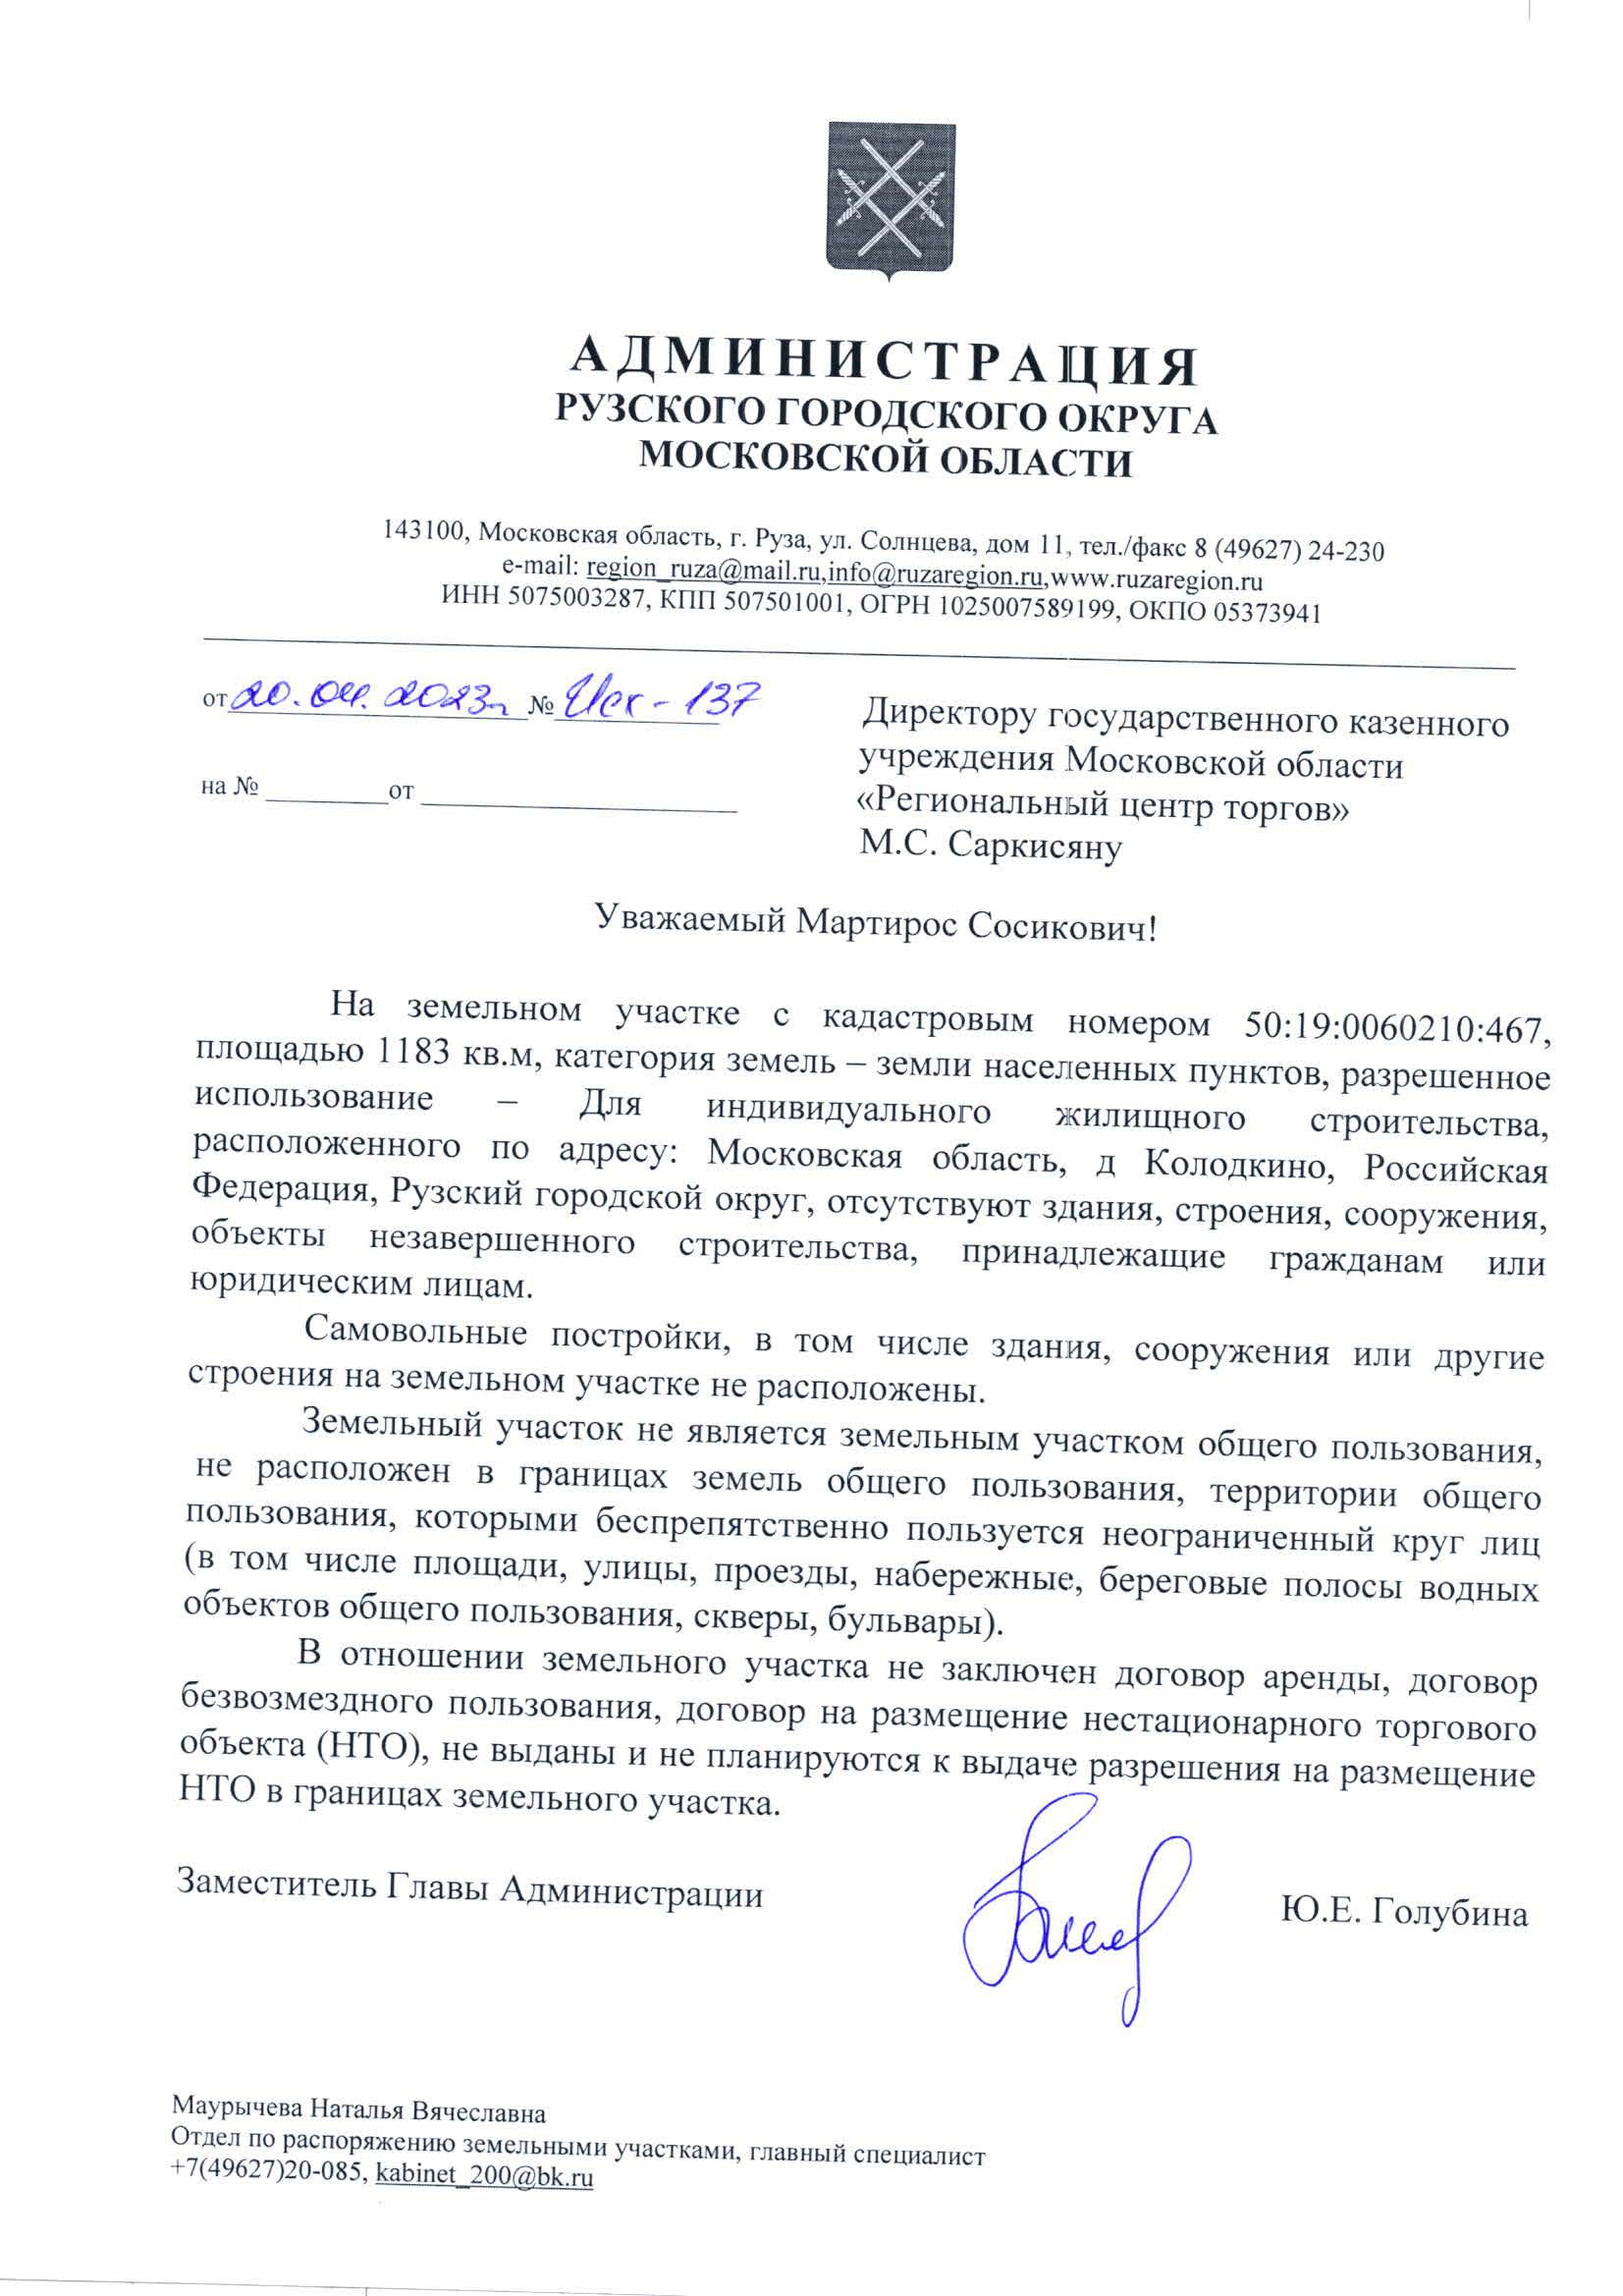 АДМИНИСТРАЦИЯ
РУЗСКОГО ГОРОДСКОГО ОКРУГА
МОСКОВСКОЙ ОБЛАСТИ
143100, Московская область, г. Руза, ул. Солнцева, дом 11, тел./факс 8 (49627) 24-230
e-mail: region_ruza@mail.ru,info@ruzaregion.ru,www.ruzaregion.ru
ИНН 5075003287, КПП 507501001, ОГРН 1025007589199, ОКПО 05373941
от 20.04.2023г № Исх-137
на № _________от _______________________
Директору государственного казенного
учреждения Московской области
«Региональный центр торгов»
М.С. Саркисяну
Уважаемый Мартирос Сосикович!
На земельном участке с кадастровым номером 50:19:0060210:467,
площадью 1183 кв.м, категория земель – земли населенных пунктов, разрешенное
использование – Для индивидуального жилищного строительства,
расположенного по адресу: Московская область, д Колодкино, Российская
Федерация, Рузский городской округ, отсутствуют здания, строения, сооружения,
объекты незавершенного строительства, принадлежащие гражданам или
юридическим лицам.
Самовольные постройки, в том числе здания, сооружения или другие
строения на земельном участке не расположены.
Земельный участок не является земельным участком общего пользования,
не расположен в границах земель общего пользования, территории общего
пользования, которыми беспрепятственно пользуется неограниченный круг лиц
(в том числе площади, улицы, проезды, набережные, береговые полосы водных
объектов общего пользования, скверы, бульвары).
В отношении земельного участка не заключен договор аренды, договор
безвозмездного пользования, договор на размещение нестационарного торгового
объекта (НТО), не выданы и не планируются к выдаче разрешения на размещение
НТО в границах земельного участка.
Заместитель Главы Администрации
Ю.Е. Голубина
Маурычева Наталья Вячеславна
Отдел по распоряжению земельными участками, главный специалист
+7(49627)20-085, kabinet_200@bk.ru